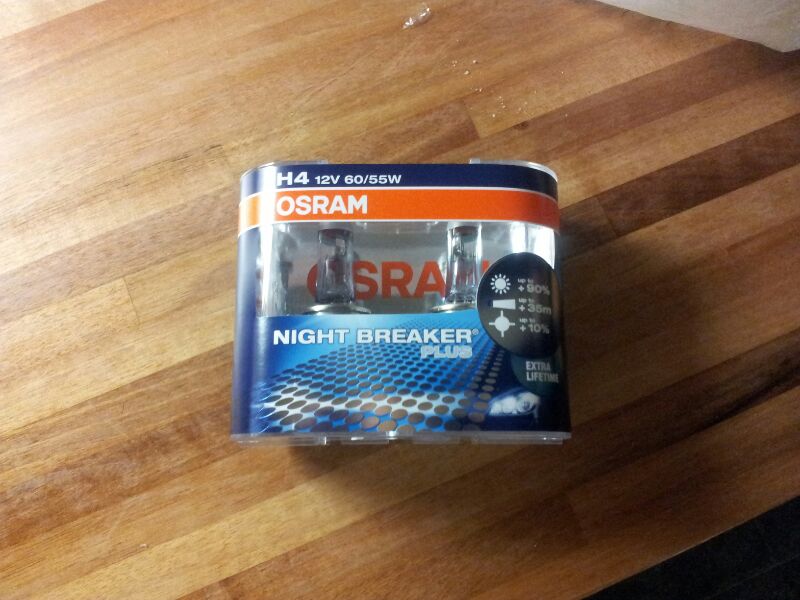 H4 12V 60/55W
OSRAM
OSRAM
NIGHT BREAKER®
PLUS
up to
+ 90%
up to
+ 35m
up to
+ 10%
EXTRA
LIFETIME